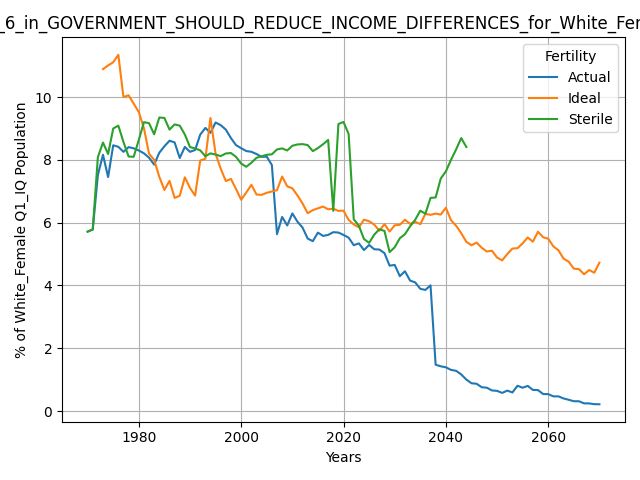 _6_in_GOVERNMENT_SHOULD_REDUCE_INCOME_DIFFERENCES_for_White_Fem
Fertility
Actual
Ideal
Sterile
% of White_Female Q1_IQ Population
10
8
6
4
2
0
1980 2000 2020 2040 2060
Years